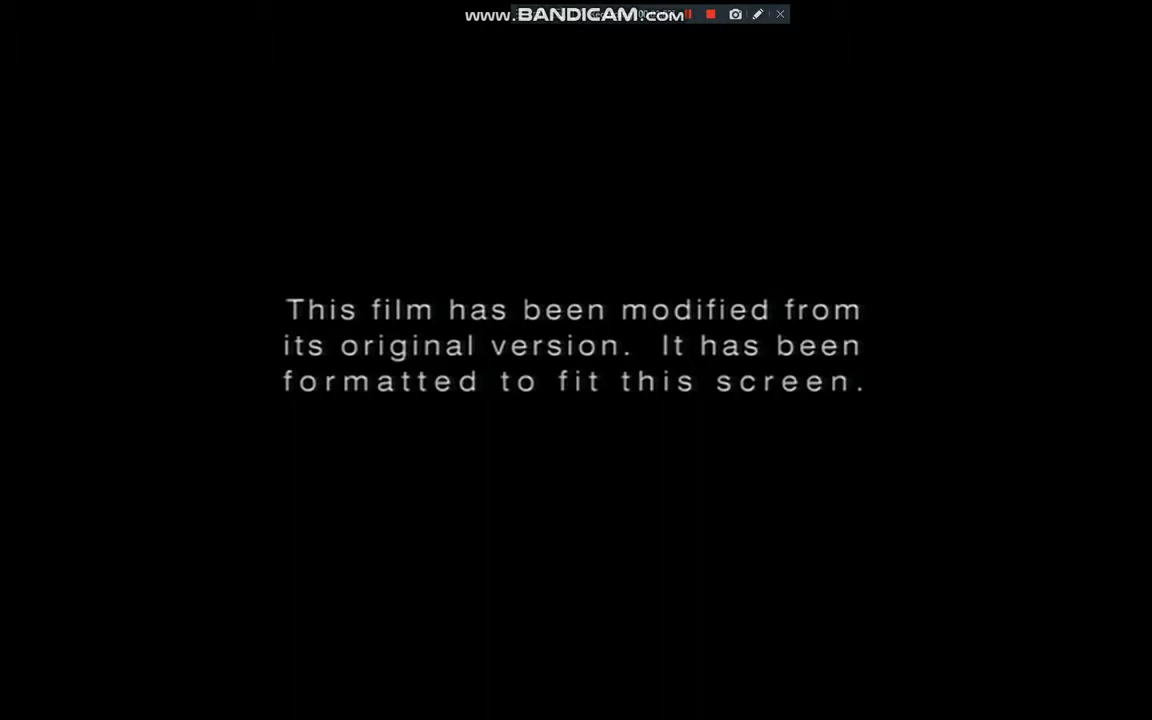 www.BANDICAM.com
This film has been modified from
its original version. It has been
formatted to fit this screen.